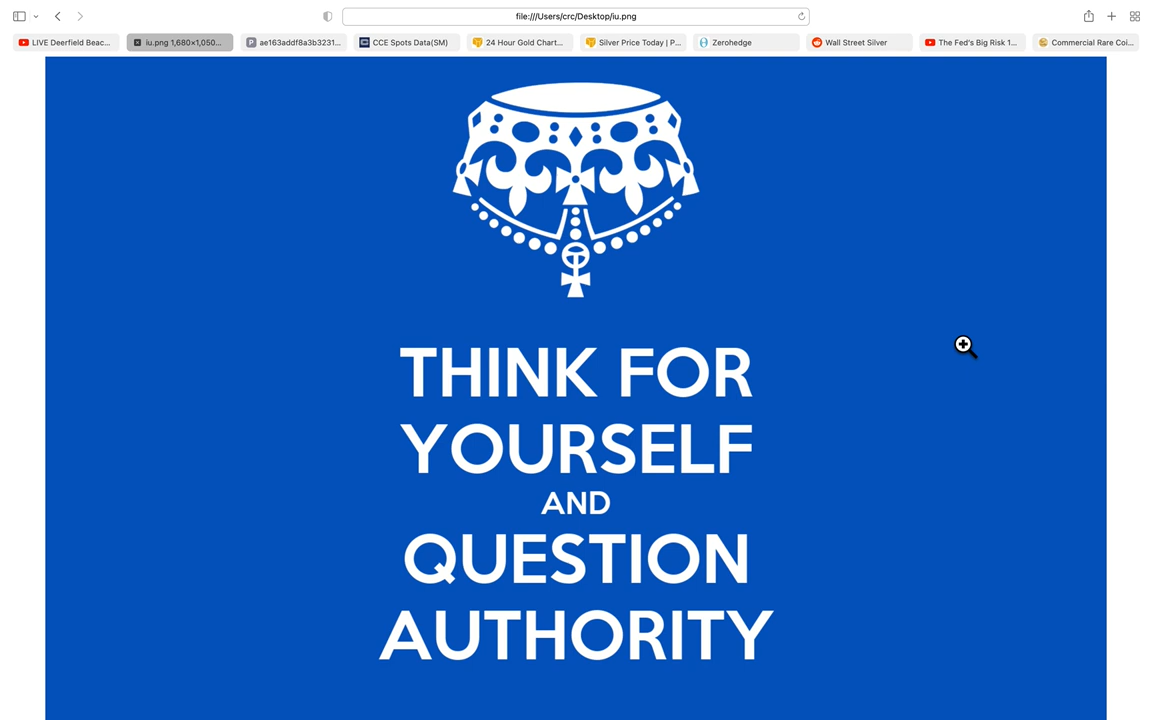 file:///Users/crc/Desktop/iu.png
LIVE Deerfield Beac...
iu.png 1,680×1,050...
ae163addf8a3b3231...
CCE Spots Data(SM)
24 Hour Gold Chart...
Silver Price Today | P...
Zerohedge
Wall Street Silver
The Fed's Big Risk 1...
Commercial Rare Coi...
THINK FOR
YOURSELF
AND
QUESTION
AUTHORITY